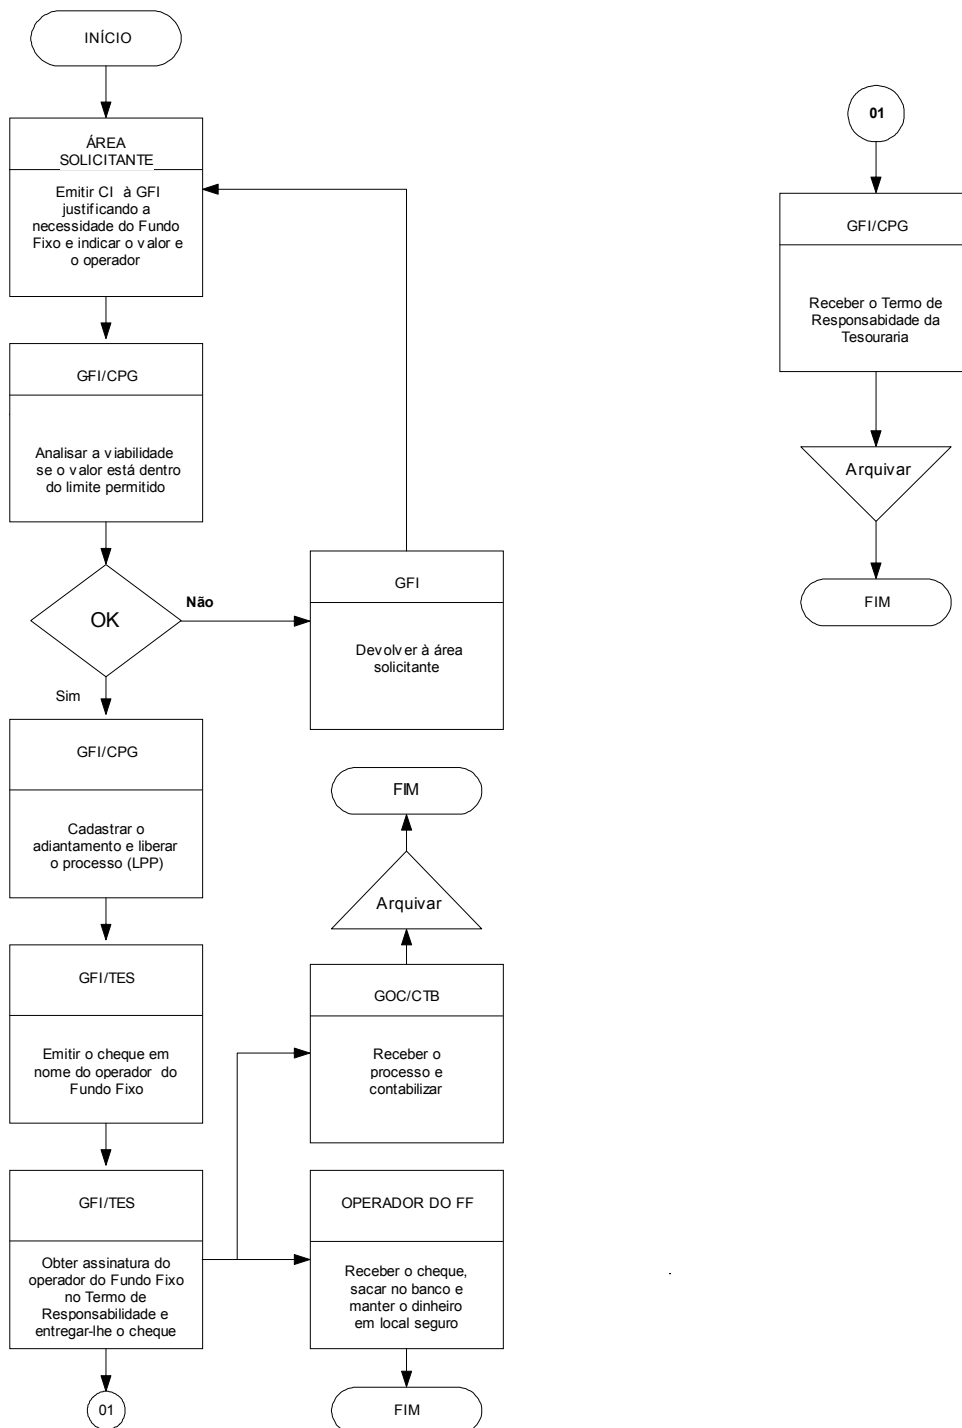 INÍCIO
ÁREA
SOLICITANTE
Emitir CI à GFI
justificando a
necessidade do Fundo
Fixo e indicar o valor e
o operador
GFI/CPG
Analisar a viabilidade
se o valor está dentro
do limite permitido
OK
Não
Sim
GFI
Devolver à área
solicitante
GFI/CPG
Cadastrar o
adiantamento e liberar
o processo (LPP)
GFI/TES
Emitir o cheque em
nome do operador do
Fundo Fixo
GFI/TES
Obter assinatura do
operador do Fundo Fixo
no Termo de
Responsabilidade e
entregar-lhe o cheque
01
FIM
Arquivar
GOC/CTB
Receber o
processo e
contabilizar
OPERADOR DO FF
Receber o cheque,
sacar no banco e
manter o dinheiro
em local seguro
FIM
01
GFI/CPG
Receber o Termo de
Responsabidade da
Tesouraria
Arquivar
FIM